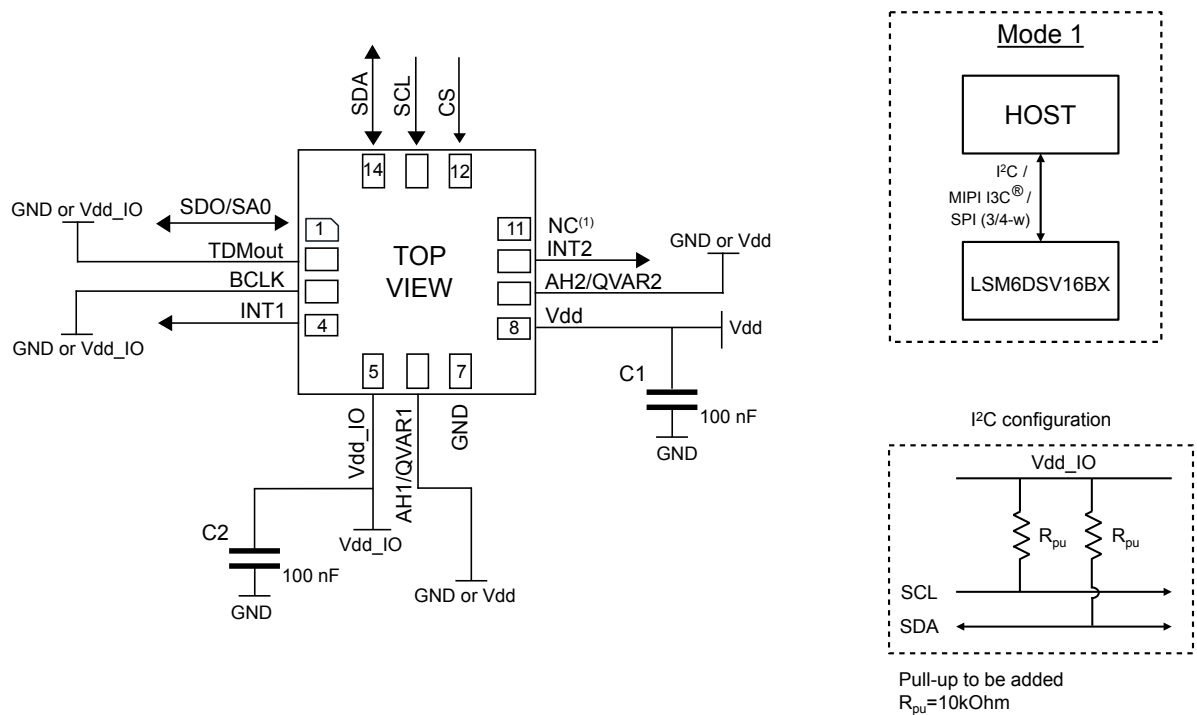 SDA
SCL
CS
14
12
GND or Vdd_IO
SDO/SA0
1
TDMout
BCLK
INT1
4
GND or Vdd_IO
TOP
VIEW
11
NC(1)
INT2
GND or Vdd
AH2/QVAR2
8
Vdd
Vdd
C1
100 nF
GND
5
7
Vdd_IO
AH1/QVAR1
GND
C2
100 nF
GND
Vdd_IO
GND or Vdd
Mode 1
HOST
I²C /
MIPI I3C® /
SPI (3/4-w)
LSM6DSV16BX
I²C configuration
Vdd_IO
Rpu
Rpu
SCL
SDA
Pull-up to be added
Rpu=10kOhm